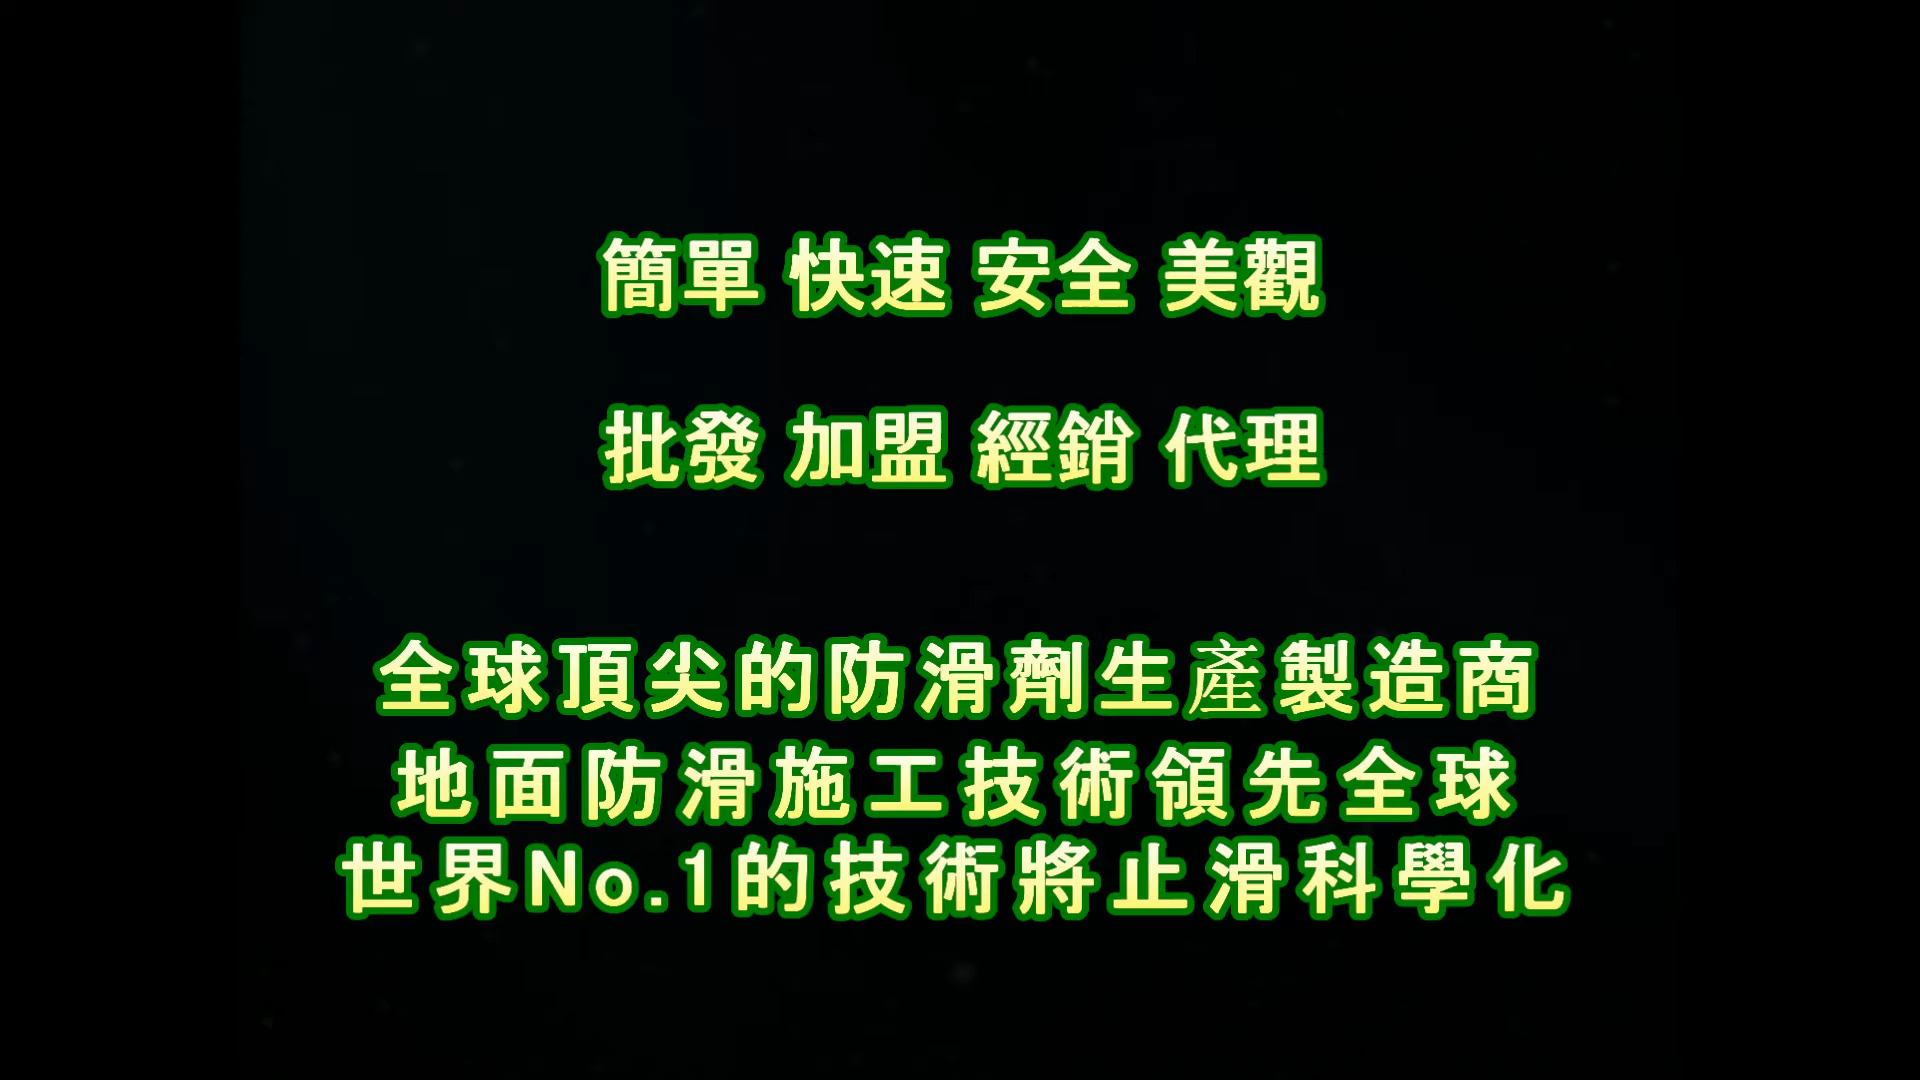 簡單 快速 安全 美觀
批發 加盟 經銷 代理
全球頂尖的防滑劑生產製造商
地面防滑施工技術領先全球
世界No.1的技術將止滑科學化